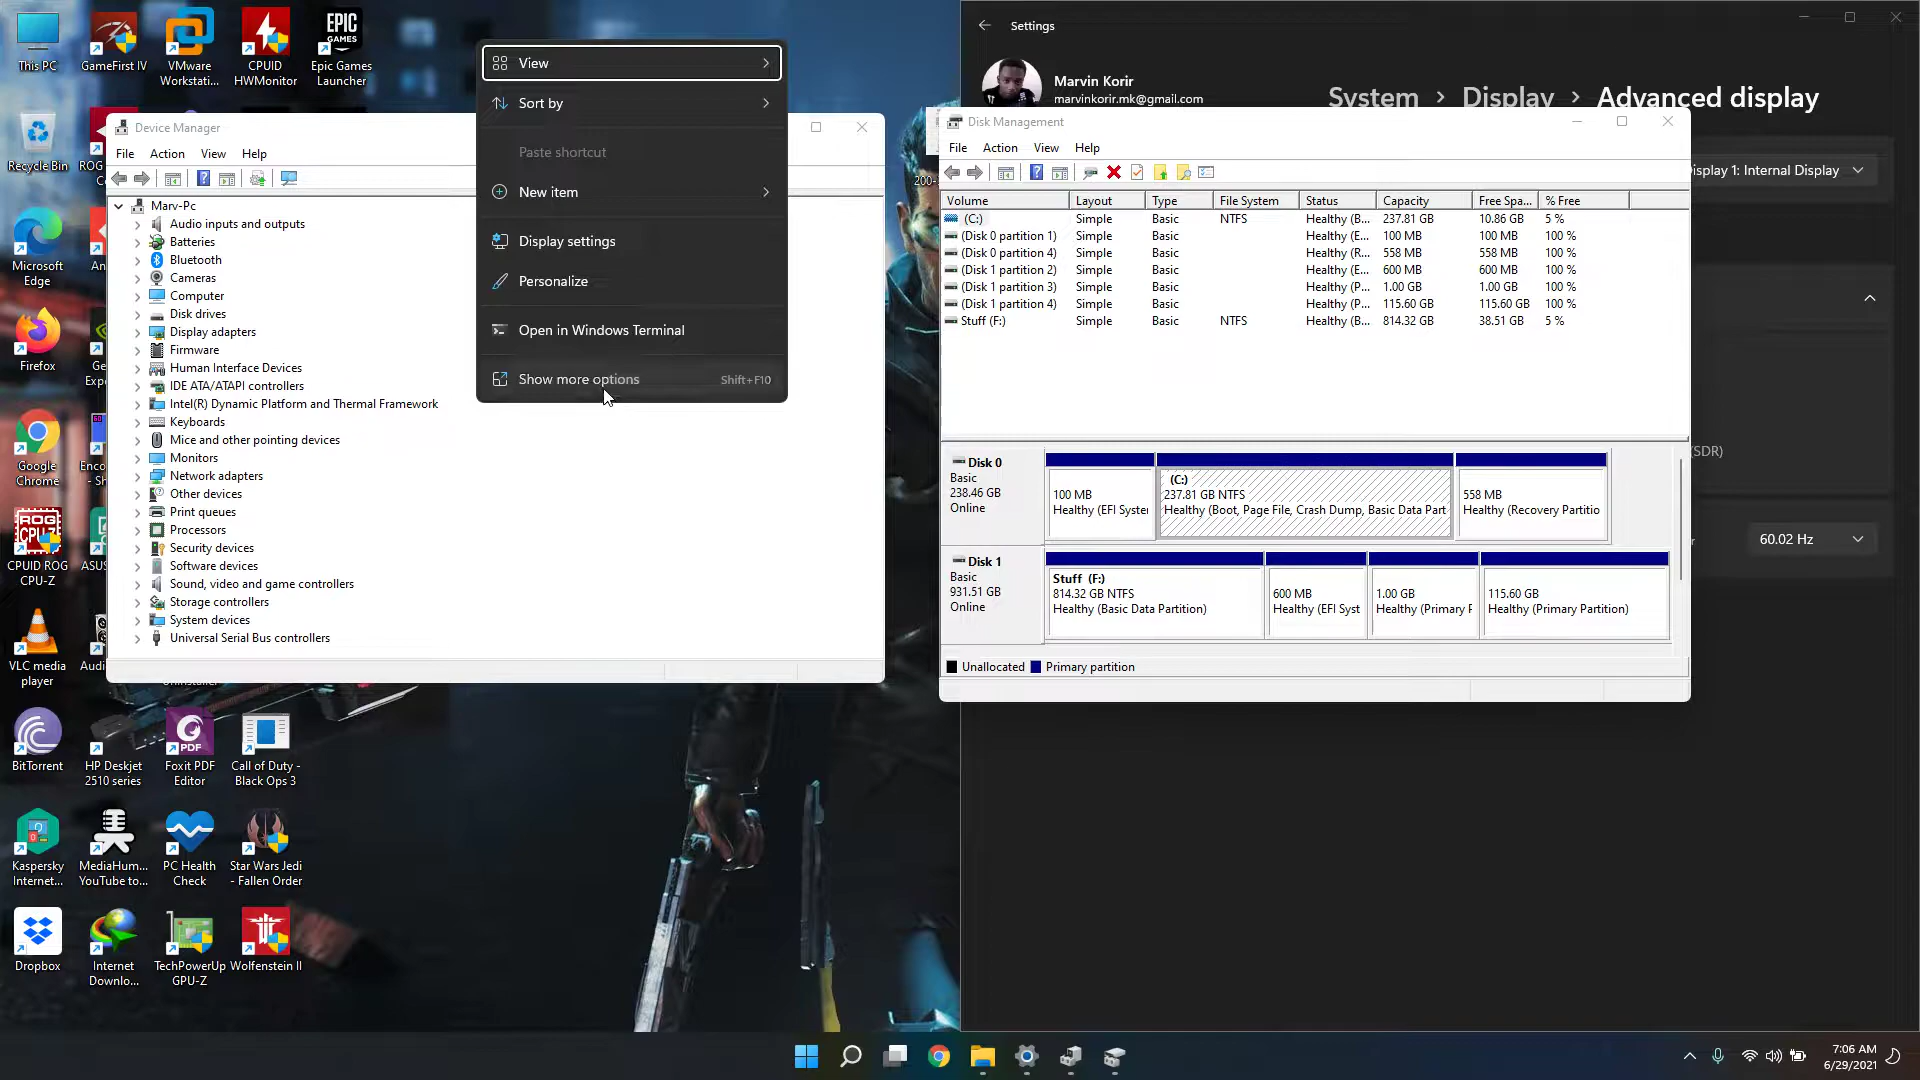 This PC
GameFirst IV
VMware
Workstati...
CPUID
HWMonitor
EPIC
GAMES
Epic Games
Launcher
Recycle Bin
ROG
Microsoft
Edge
Firefox
Google
Chrome
ROG
CPU-Z
CPUID ROG
CPU-Z
VLC media
player
BitTorrent
HP Deskjet
2510 series
PDF
Foxit PDF
Editor
Call of Duty -
Black Ops 3
Kaspersky
Internet...
MediaHum...
YouTube to...
PC Health
Check
Star Wars Jedi
- Fallen Order
Dropbox
Internet
Downlo...
TechPowerUp
GPU-Z
Wolfenstein II
Device Manager
File Action View Help
Marv-Pc
Audio inputs and outputs
Batteries
Bluetooth
Cameras
Computer
Disk drives
Display adapters
Firmware
Human Interface Devices
IDE ATA/ATAPI controllers
Intel(R) Dynamic Platform and Thermal Framework
Keyboards
Mice and other pointing devices
Monitors
Network adapters
Other devices
Print queues
Processors
Security devices
Software devices
Sound, video and game controllers
Storage controllers
System devices
Universal Serial Bus controllers
View
Sort by
Paste shortcut
New item
Display settings
Personalize
Open in Windows Terminal
Show more options Shift+F10
Settings
Marvin Korir
marvinkorir.mk@gmail.com
System > Display > Advanced display
isplay 1: Internal Display
(SDR)
60.02 Hz
Disk Management
File Action View Help
Volume Layout Type File System Status Capacity Free Spa... % Free
(C:) Simple Basic NTFS Healthy (B... 237.81 GB 10.86 GB 5 %
(Disk 0 partition 1) Simple Basic Healthy (E... 100 MB 100 MB 100 %
(Disk 0 partition 4) Simple Basic Healthy (R... 558 MB 558 MB 100 %
(Disk 1 partition 2) Simple Basic Healthy (E... 600 MB 600 MB 100 %
(Disk 1 partition 3) Simple Basic Healthy (P... 1.00 GB 1.00 GB 100 %
(Disk 1 partition 4) Simple Basic Healthy (P... 115.60 GB 115.60 GB 100 %
Stuff (F:) Simple Basic NTFS Healthy (B... 814.32 GB 38.51 GB 5 %
Disk 0
Basic
238.46 GB
Online
100 MB
Healthy (EFI Syste
(C:)
237.81 GB NTFS
Healthy (Boot, Page File, Crash Dump, Basic Data Part
558 MB
Healthy (Recovery Partitio
Disk 1
Basic
931.51 GB
Online
Stuff (F:)
814.32 GB NTFS
Healthy (Basic Data Partition)
600 MB
Healthy (EFI Syst
1.00 GB
Healthy (Primary F
115.60 GB
Healthy (Primary Partition)
Unallocated Primary partition
7:06 AM
6/29/2021